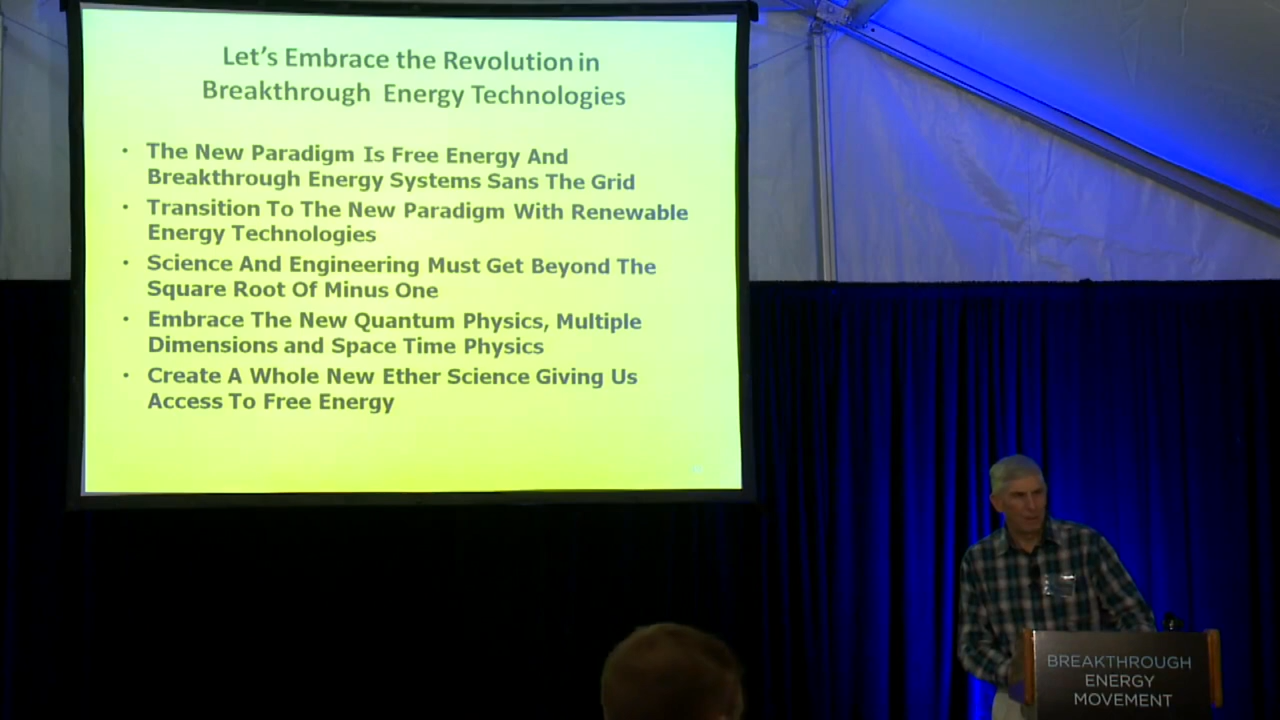 Let's Embrace the Revolution in
Breakthrough Energy Technologies
• The New Paradigm Is Free Energy And
Breakthrough Energy Systems Sans The Grid
• Transition To The New Paradigm With Renewable
Energy Technologies
• Science And Engineering Must Get Beyond The
Square Root Of Minus One
• Embrace The New Quantum Physics, Multiple
Dimensions and Space Time Physics
• Create A Whole New Ether Science Giving Us
Access To Free Energy
BREAKTHROUGH
ENERGY
MOVEMENT